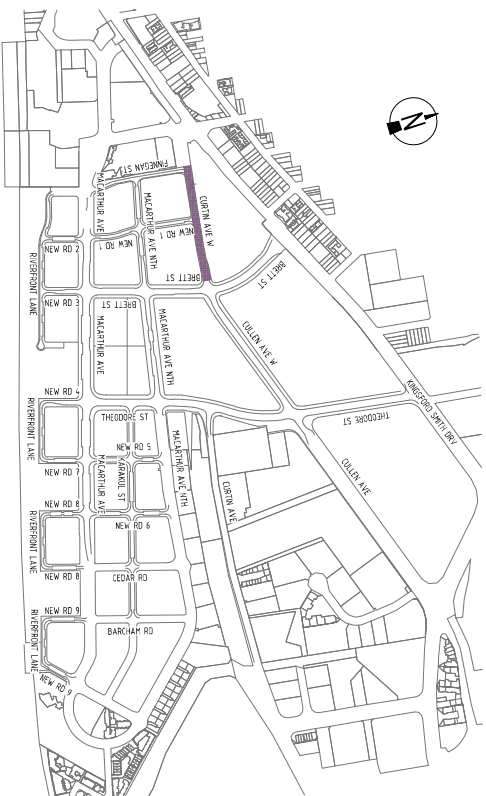 N
FINNEGAN ST
MACARTHUR AVE
MACARTHUR AVE NTH
CURTIN AVE W
NEW RD 1
NEW RD 1
NEW RD 2
BRETT ST
BRETT ST
RIVERFRONT LANE
NEW RD 3
BRETT ST
MACARTHUR AVE
MACARTHUR AVE NTH
CULLEN AVE W
KINGSFORD SMITH DRV
NEW RD 4
THEODORE ST
THEODORE ST
RIVERFRONT LANE
NEW RD 5
MACARTHUR AVE NTH
CULLEN AVE
NEW RD 7
MACARTHUR AVE
KARAKUL ST
CURTIN AVE
NEW RD 8
NEW RD 6
RIVERFRONT LANE
NEW RD 8
CEDAR RD
NEW RD 9
BARCHAM RD
RIVERFRONT LANE
NEW RD 9